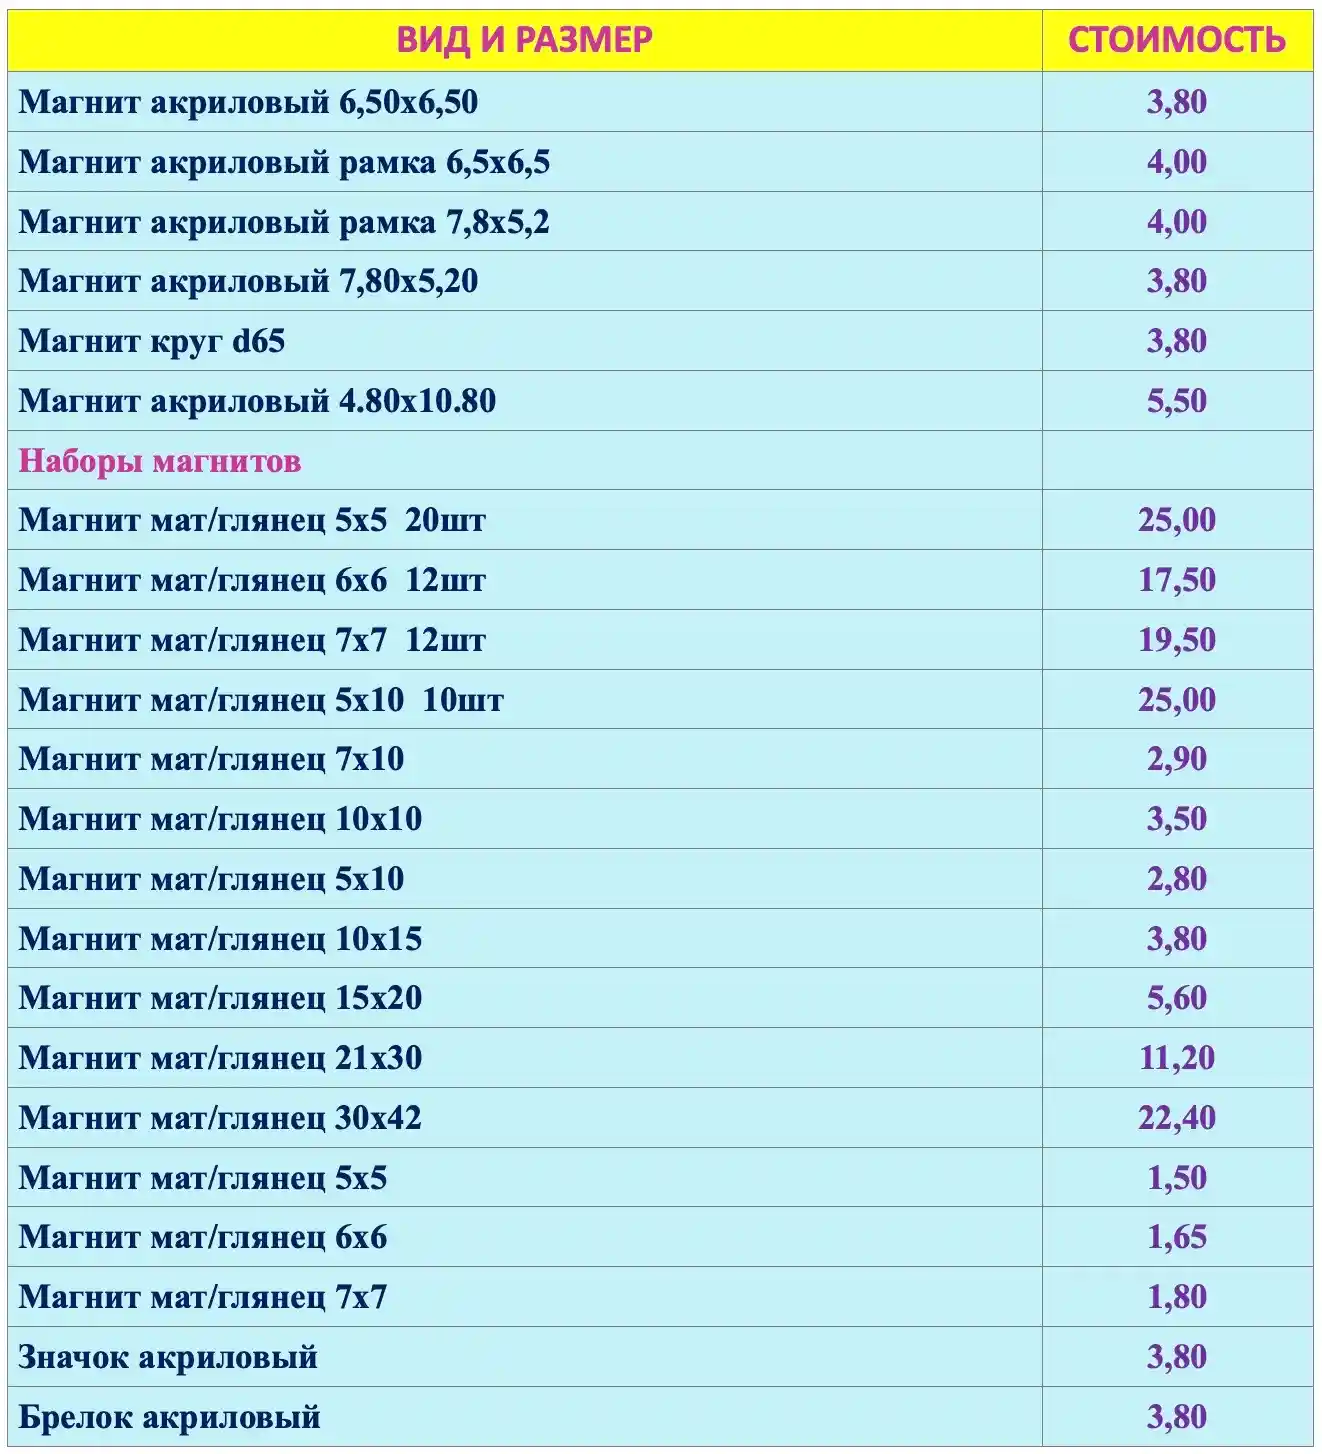 ВИД И РАЗМЕР СТОИМОСТЬ
Магнит акриловый 6,50х6,50 3,80
Магнит акриловый рамка 6,5х6,5 4,00
Магнит акриловый рамка 7,8х5,2 4,00
Магнит акриловый 7,80х5,20 3,80
Магнит круг d65 3,80
Магнит акриловый 4.80х10.80 5,50
Наборы магнитов
Магнит мат/глянец 5х5 20шт 25,00
Магнит мат/глянец 6х6 12шт 17,50
Магнит мат/глянец 7х7 12шт 19,50
Магнит мат/глянец 5х10 10шт 25,00
Магнит мат/глянец 7х10 2,90
Магнит мат/глянец 10х10 3,50
Магнит мат/глянец 5х10 2,80
Магнит мат/глянец 10х15 3,80
Магнит мат/глянец 15х20 5,60
Магнит мат/глянец 21х30 11,20
Магнит мат/глянец 30х42 22,40
Магнит мат/глянец 5х5 1,50
Магнит мат/глянец 6х6 1,65
Магнит мат/глянец 7х7 1,80
Значок акриловый 3,80
Брелок акриловый 3,80